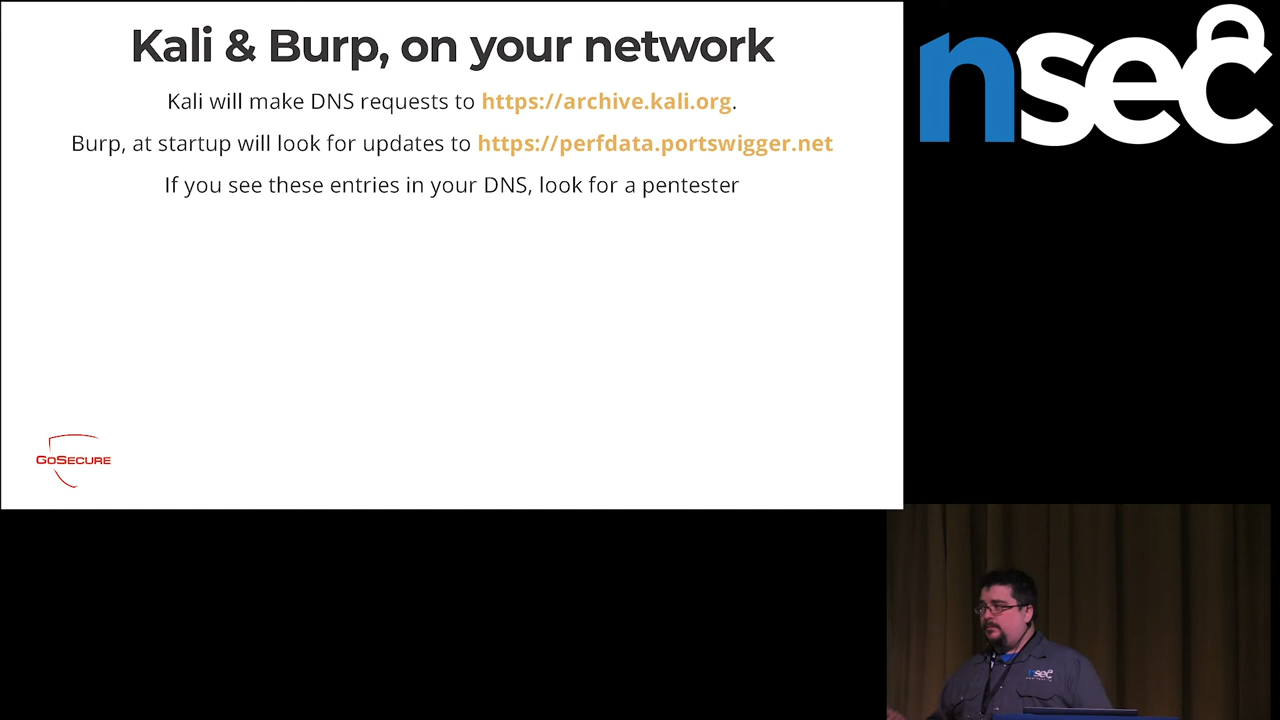 Kali & Burp, on your network
Kali will make DNS requests to https://archive.kali.org.
Burp, at startup will look for updates to https://perfdata.portswigger.net
If you see these entries in your DNS, look for a pentester
GoSecure
nsec
nsec